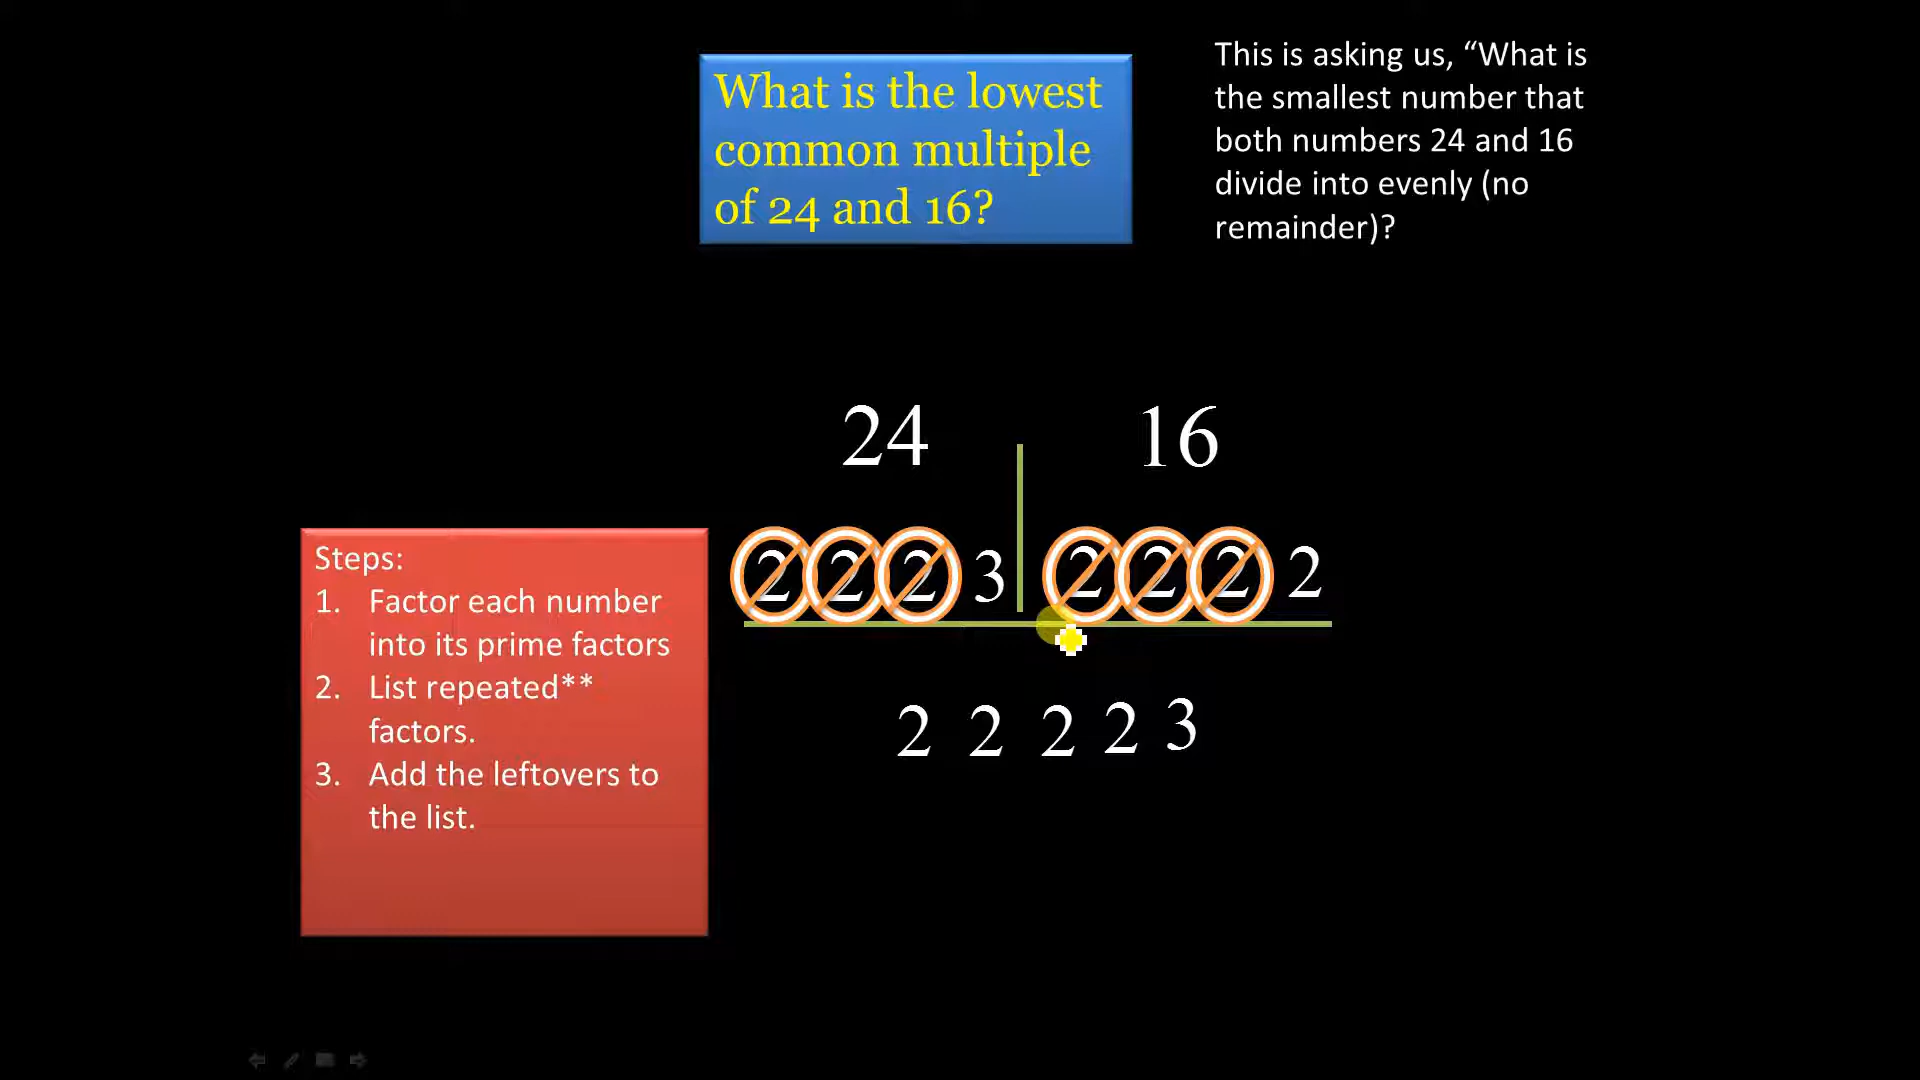 What is the lowest
common multiple
of 24 and 16?
This is asking us, “What is
the smallest number that
both numbers 24 and 16
divide into evenly (no
remainder)?
24 16
2 2 2 3 2 2 2 2
2 2 2 2 3
Steps:
1. Factor each number
into its prime factors
2. List repeated**
factors.
3. Add the leftovers to
the list.